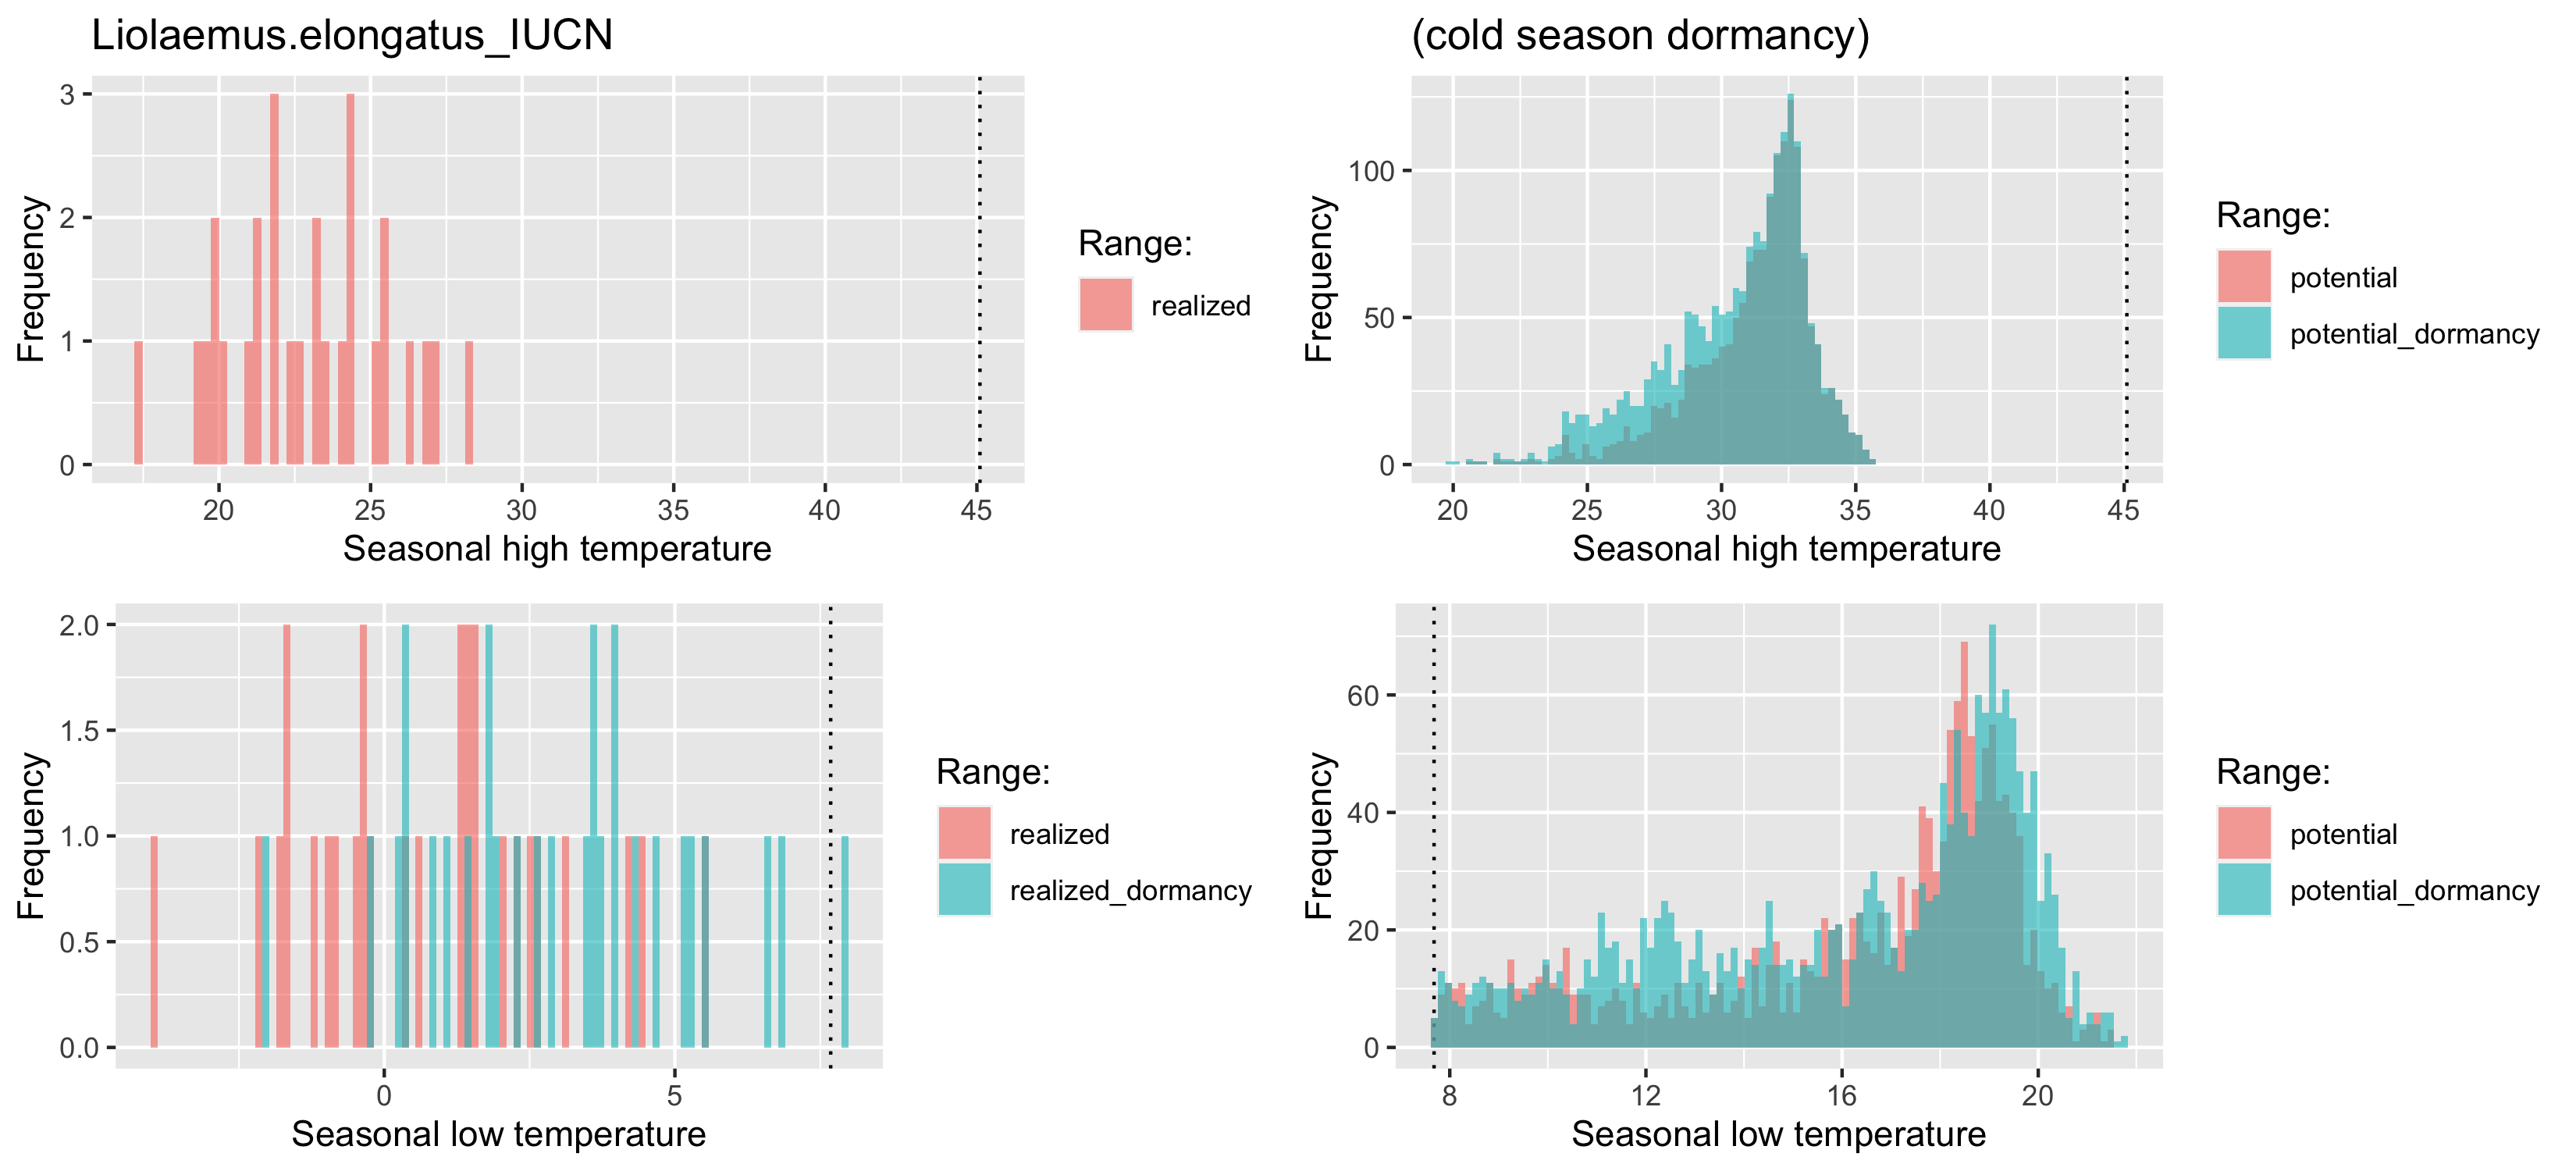 Liolaemus.elongatus_IUCN
3
2
1
0
Frequency
20 25 30 35 40 45
Seasonal high temperature
Range:
realized
(cold season dormancy)
100
50
0
Frequency
20 25 30 35 40 45
Seasonal high temperature
Range:
potential
potential_dormancy
2.0
1.5
1.0
0.5
0.0
Frequency
0 5
Seasonal low temperature
Range:
realized
realized_dormancy
60
40
20
0
Frequency
8 12 16 20
Seasonal low temperature
Range:
potential
potential_dormancy